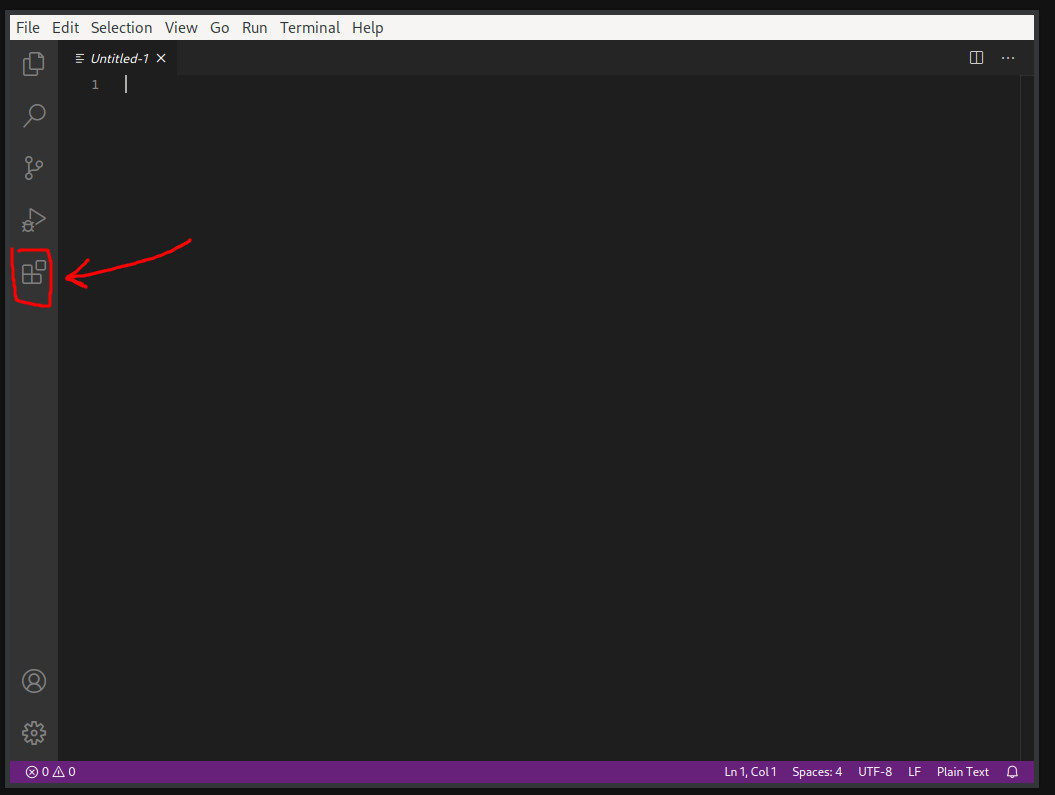 File Edit Selection View Go Run Terminal Help
Untitled-1
1
0 0 Ln 1, Col 1 Spaces: 4 UTF-8 LF Plain Text